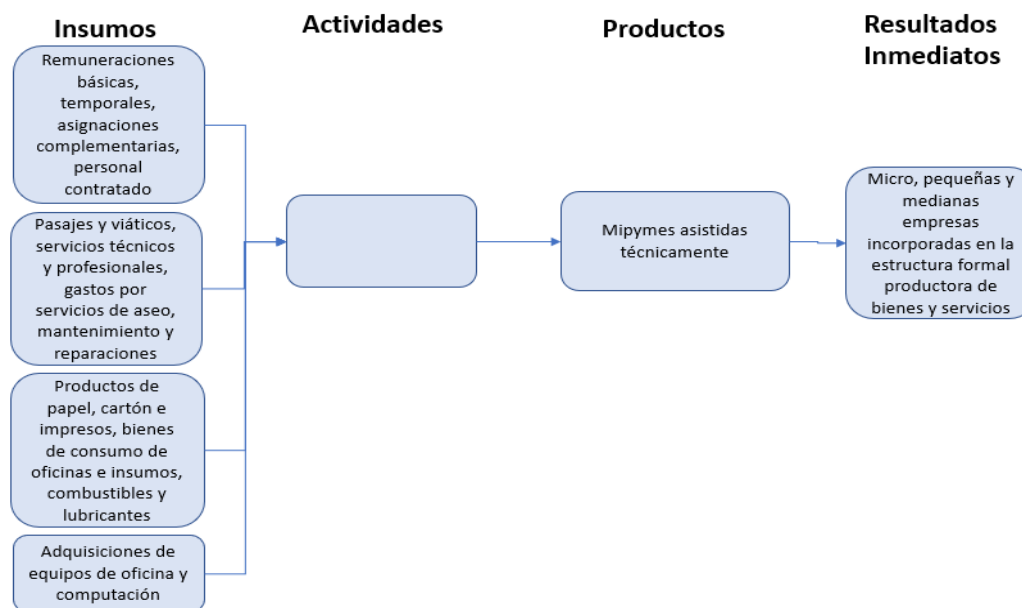 Insumos
Actividades
Productos
Resultados
Inmediatos
Remuneraciones
básicas,
temporales,
asignaciones
complementarias,
personal
contratado
Pasajes y viáticos,
servicios técnicos
y profesionales,
gastos por
servicios de aseo,
mantenimiento y
reparaciones
Productos de
papel, cartón e
impresos, bienes
de consumo de
oficinas e insumos,
combustibles y
lubricantes
Adquisiciones de
equipos de oficina y
computación
Mipymes asistidas
técnicamente
Micro, pequeñas y
medianas
empresas
incorporadas en la
estructura formal
productora de
bienes y servicios